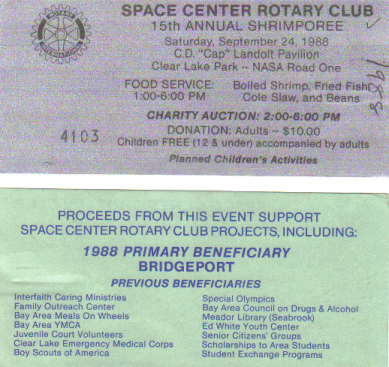 SPACE CENTER ROTARY CLUB
15th ANNUAL SHRIMPOREE
Saturday, September 24, 1988
C.D. "Cap" Landolt Pavilion
Clear Lake Park -- NASA Road One
FOOD SERVICE: Boiled Shrimp, Fried Fish
1:00-6:00 PM Cole Slaw, and Beans
CHARITY AUCTION: 2:00-6:00 PM
DONATION: Adults -- $10.00
Children FREE (12 & under) accompanied by adults
Planned Children's Activities
4103
1988
PROCEEDS FROM THIS EVENT SUPPORT
SPACE CENTER ROTARY CLUB PROJECTS, INCLUDING:
1988 PRIMARY BENEFICIARY
BRIDGEPORT
PREVIOUS BENEFICIARIES
Interfaith Caring Ministries
Family Outreach Center
Bay Area Meals On Wheels
Bay Area YMCA
Juvenile Court Volunteers
Clear Lake Emergency Medical Corps
Boy Scouts of America
Special Olympics
Bay Area Council on Drugs & Alcohol
Meador Library (Seabrook)
Ed White Youth Center
Senior Citizens' Groups
Scholarships to Area Students
Student Exchange Programs